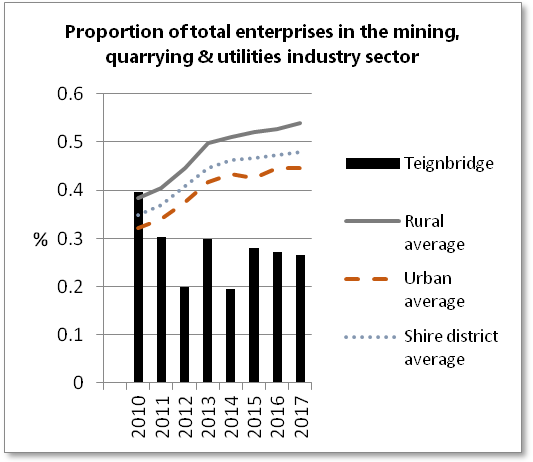 Proportion of total enterprises in the mining,
quarrying & utilities industry sector
0.6
0.5
0.4
0.3
0.2
0.1
0
%
2010
2011
2012
2013
2014
2015
2016
2017
Teignbridge
Rural
average
Urban
average
Shire district
average